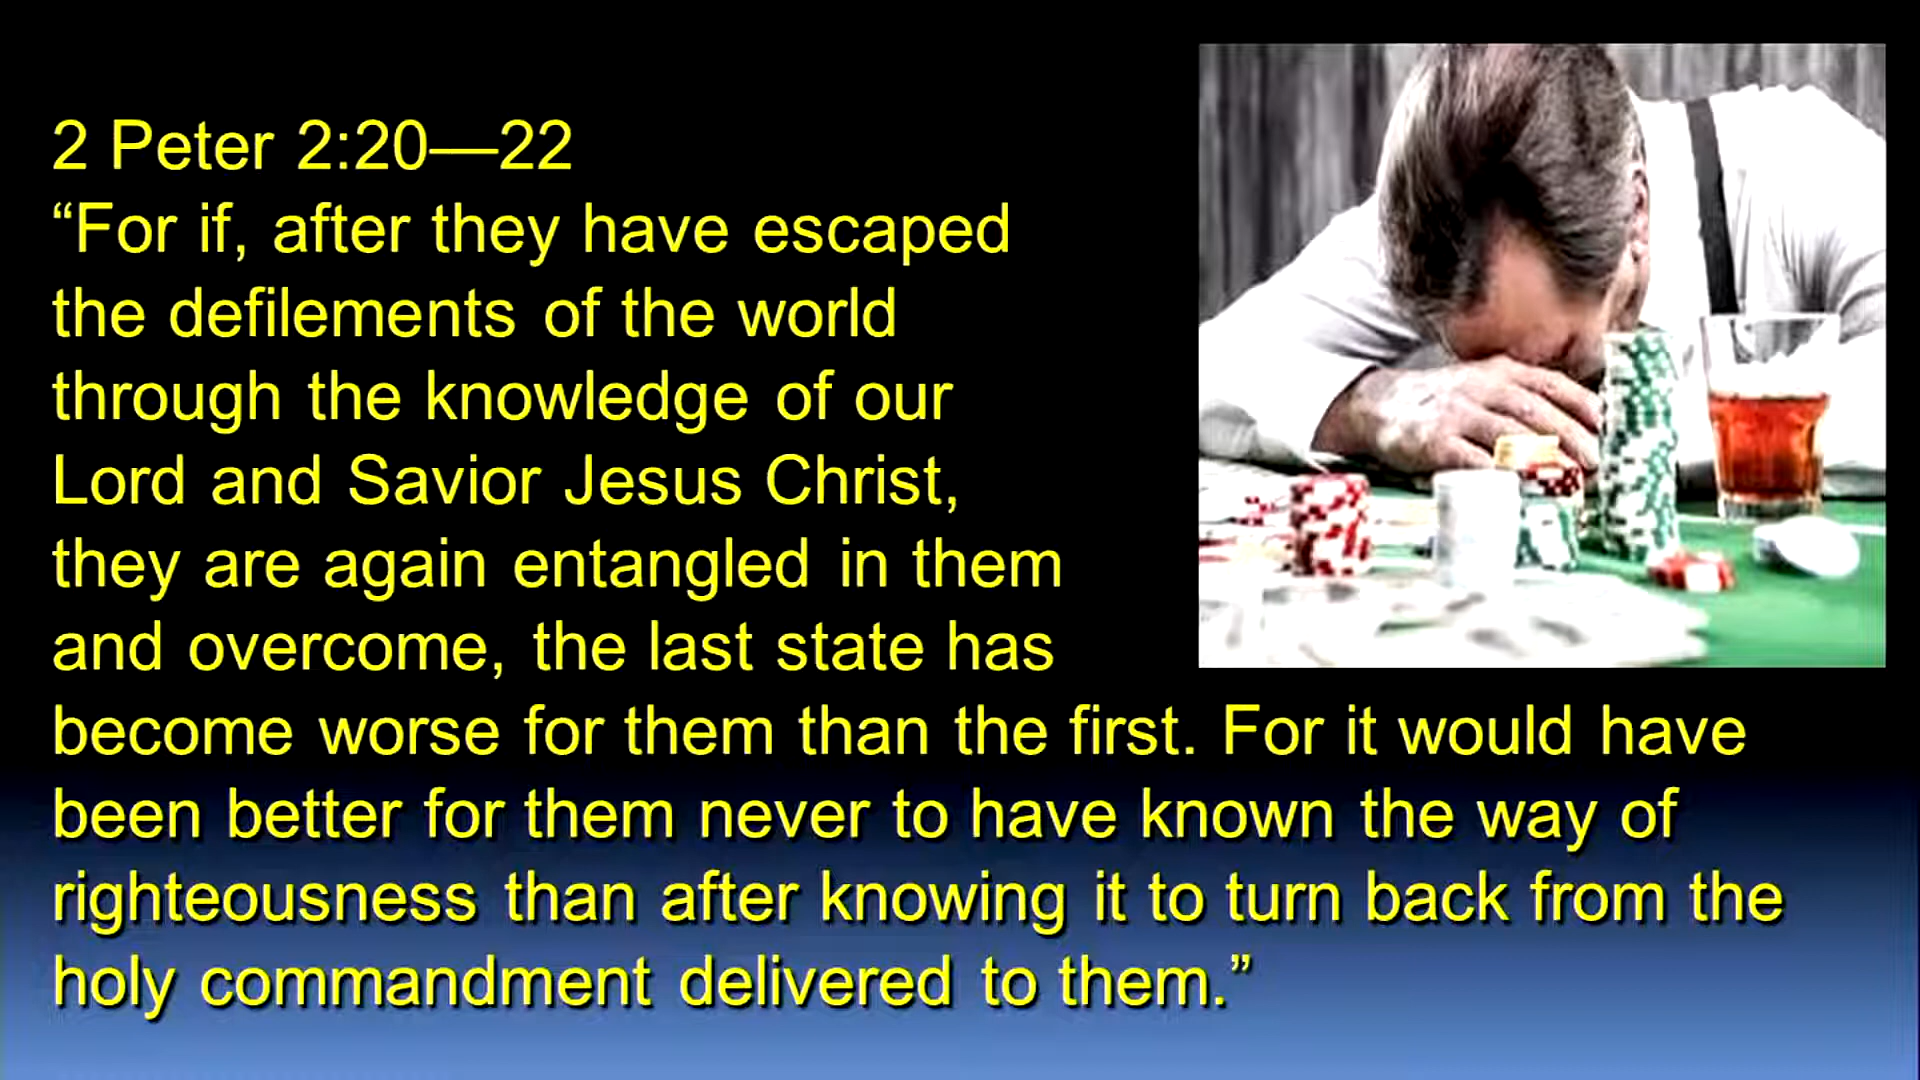 2 Peter 2:20—22
“For if, after they have escaped
the defilements of the world
through the knowledge of our
Lord and Savior Jesus Christ,
they are again entangled in them
and overcome, the last state has
become worse for them than the first. For it would have
been better for them never to have known the way of
righteousness than after knowing it to turn back from the
holy commandment delivered to them.”